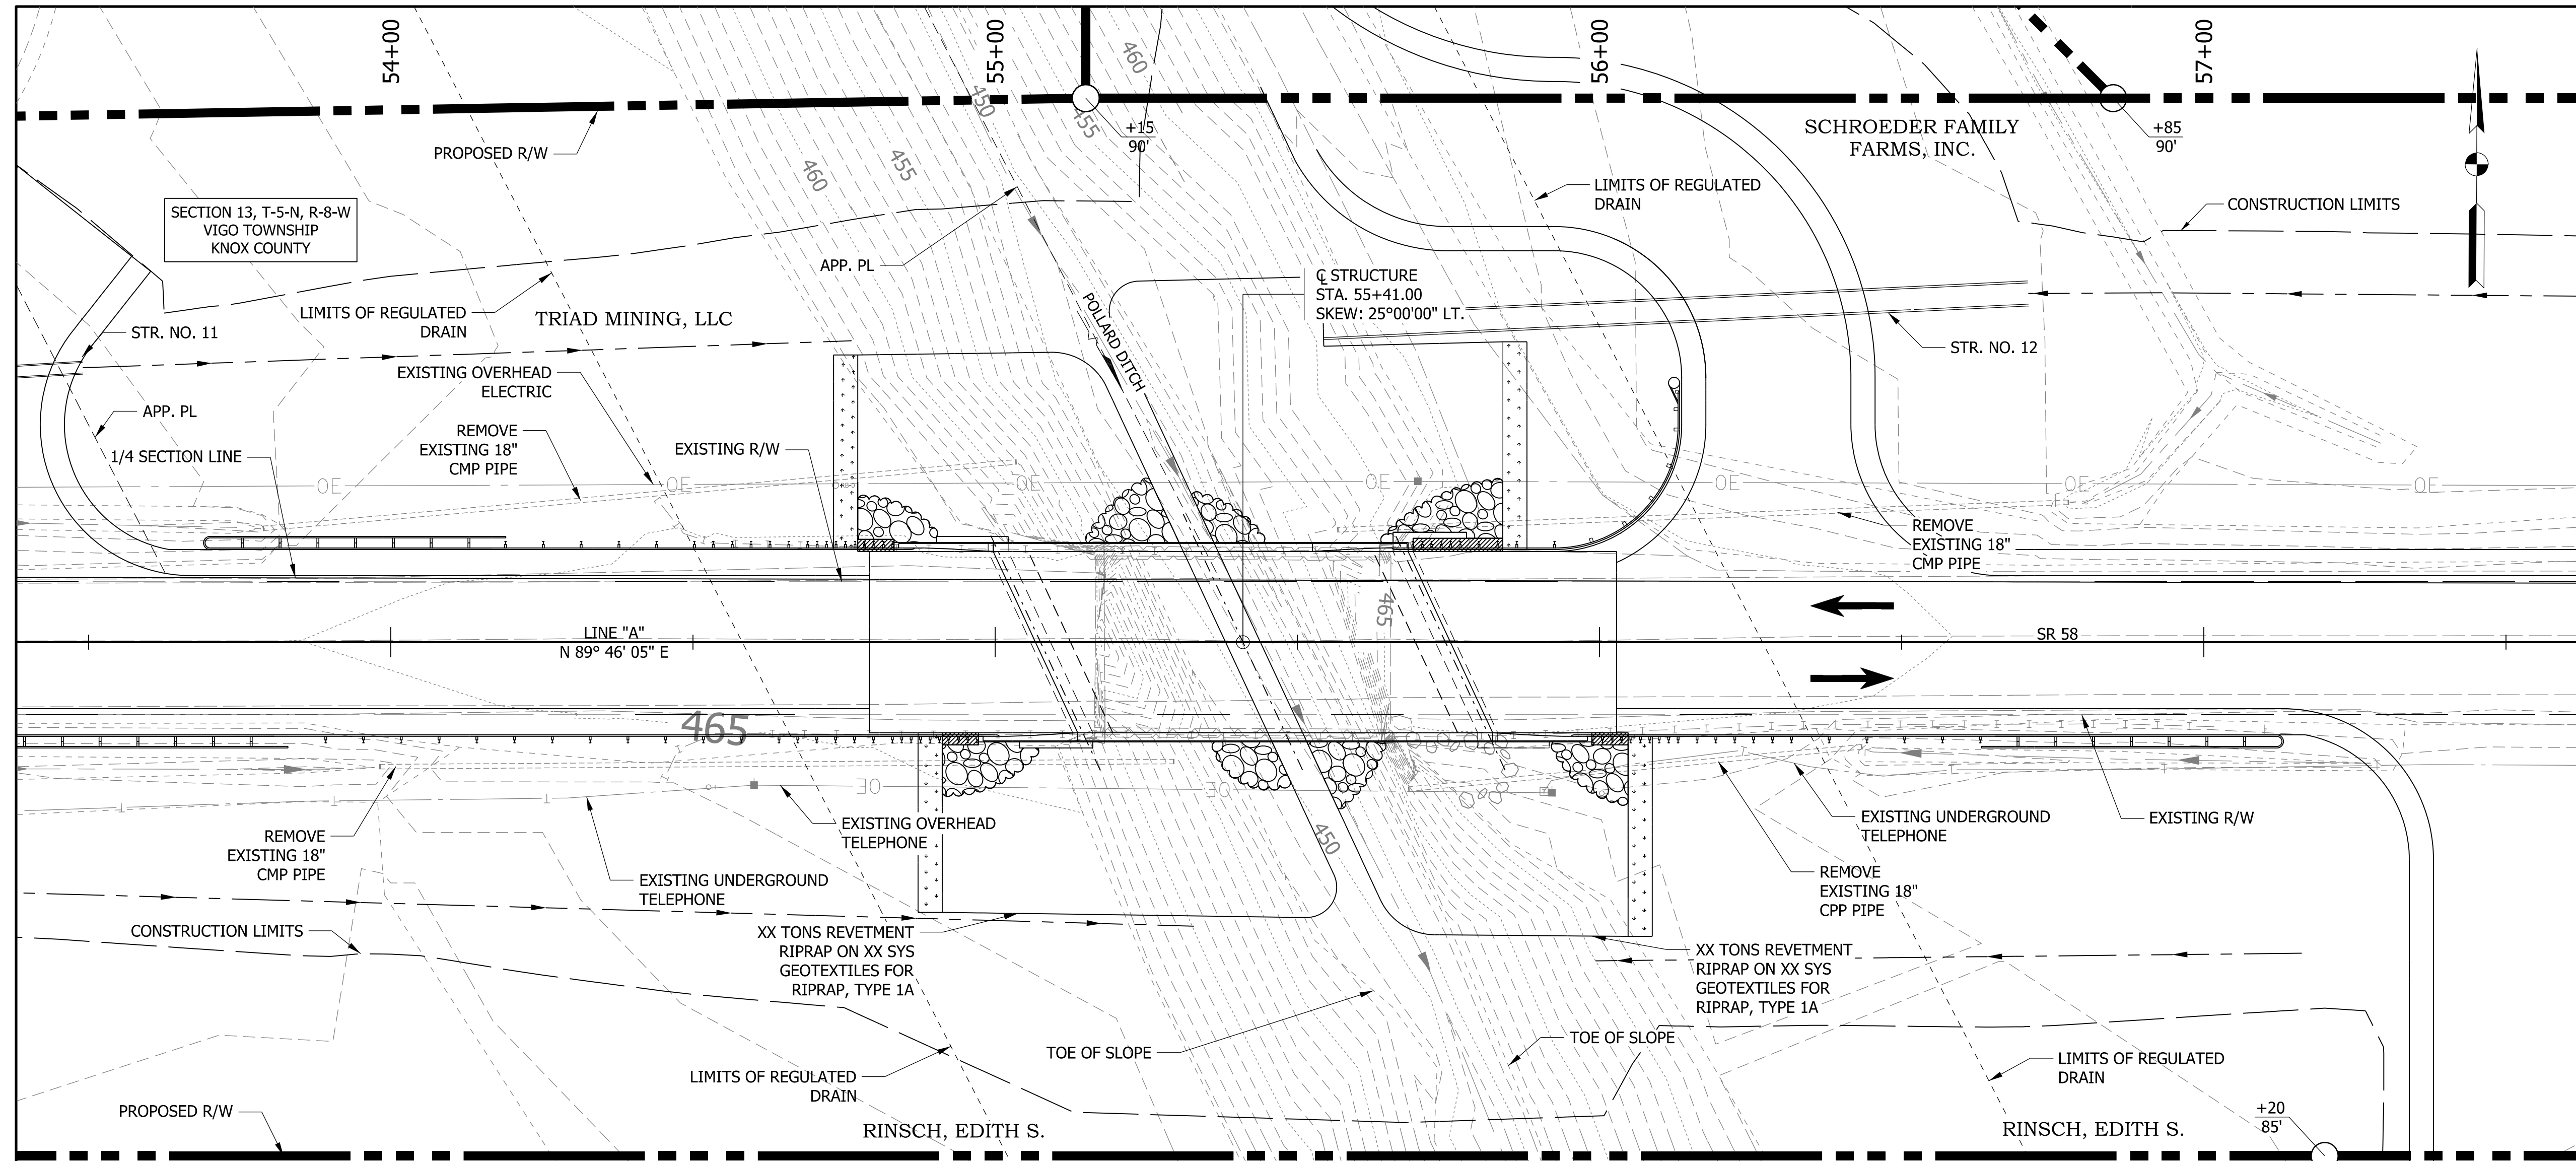 54+00
55+00
56+00
57+00
460
450
455
+15
90'
SCHROEDER FAMILY
FARMS, INC.
+85
90'
PROPOSED R/W
460
455
LIMITS OF REGULATED
DRAIN
CONSTRUCTION LIMITS
SECTION 13, T-5-N, R-8-W
VIGO TOWNSHIP
KNOX COUNTY
APP. PL
POLLARD DITCH
℄ STRUCTURE
STA. 55+41.00
SKEW: 25°00'00" LT.
LIMITS OF REGULATED
DRAIN
TRIAD MINING, LLC
STR. NO. 11
STR. NO. 12
EXISTING OVERHEAD
ELECTRIC
APP. PL
REMOVE
EXISTING 18"
CMP PIPE
EXISTING R/W
1/4 SECTION LINE
OE
OE
OE
OE
OE
OE
OE
REMOVE
EXISTING 18"
CMP PIPE
465
LINE "A"
N 89° 46' 05" E
SR 58
465
OE
OE
EXISTING OVERHEAD
TELEPHONE
EXISTING UNDERGROUND
TELEPHONE
EXISTING R/W
REMOVE
EXISTING 18"
CMP PIPE
450
EXISTING UNDERGROUND
TELEPHONE
REMOVE
EXISTING 18"
CPP PIPE
CONSTRUCTION LIMITS
XX TONS REVETMENT
RIPRAP ON XX SYS
GEOTEXTILES FOR
RIPRAP, TYPE 1A
XX TONS REVETMENT
RIPRAP ON XX SYS
GEOTEXTILES FOR
RIPRAP, TYPE 1A
TOE OF SLOPE
TOE OF SLOPE
LIMITS OF REGULATED
DRAIN
LIMITS OF REGULATED
DRAIN
PROPOSED R/W
RINSCH, EDITH S.
RINSCH, EDITH S.
+20
85'